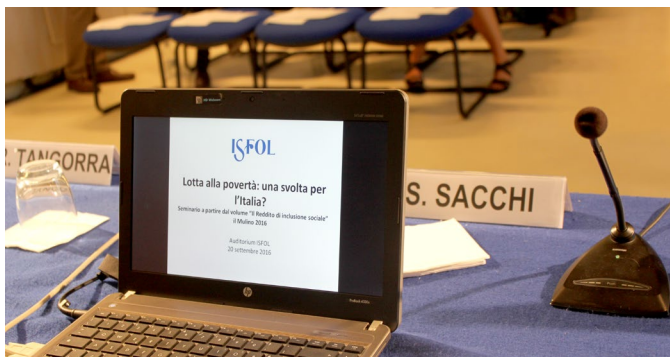 . TANGORRA
ISFOL
Lotta alla povertà: una svolta per
l'Italia?
Seminario a partire dal volume "Il Reddito di inclusione sociale"
il Mulino 2016
Auditorium ISFOL
20 settembre 2016
S. SACCHI
hp